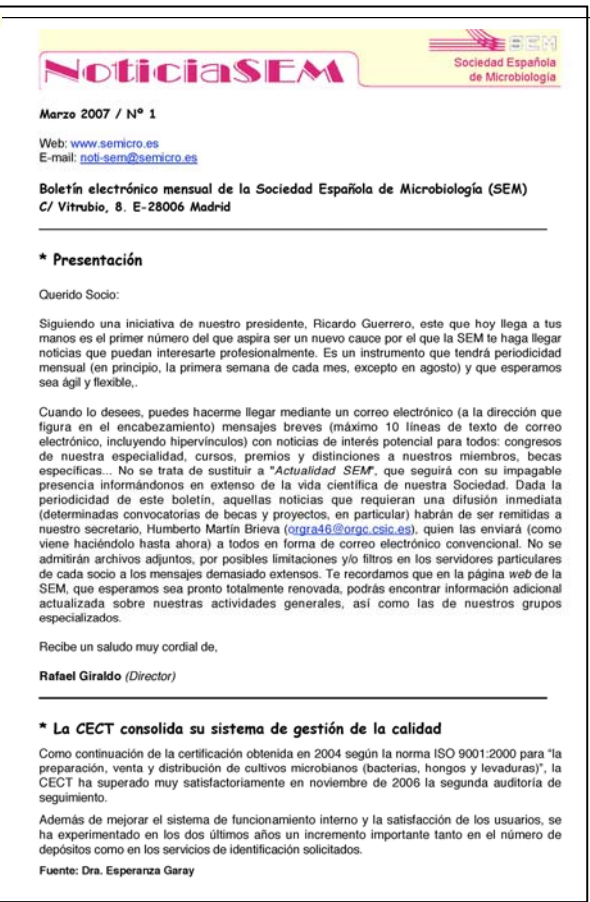 NoticiaSEM
SEM
Sociedad Española
de Microbiología
Marzo 2007 / Nº 1
Web: www.semicro.es
E-mail: noti-sem@semicro.es
Boletín electrónico mensual de la Sociedad Española de Microbiología (SEM)
C/ Vitrubio, 8. E-28006 Madrid
* Presentación
Querido Socio:
Siguiendo una iniciativa de nuestro presidente, Ricardo Guerrero, este que hoy llega a tus
manos es el primer número del que aspira ser un nuevo cauce por el que la SEM te haga llegar
noticias que puedan interesarte profesionalmente. Es un instrumento que tendrá periodicidad
mensual (en principio, la primera semana de cada mes, excepto en agosto) y que esperamos
sea ágil y flexible,.
Cuando lo desees, puedes hacerme llegar mediante un correo electrónico (a la dirección que
figura en el encabezamiento) mensajes breves (máximo 10 líneas de texto de correo
electrónico, incluyendo hipervínculos) con noticias de interés potencial para todos: congresos
de nuestra especialidad, cursos, premios y distinciones a nuestros miembros, becas
específicas... No se trata de sustituir a "Actualidad SEM", que seguirá con su impagable
presencia informándonos en extenso de la vida científica de nuestra Sociedad. Dada la
periodicidad de este boletín, aquellas noticias que requieran una difusión inmediata
(determinadas convocatorias de becas y proyectos, en particular) habrán de ser remitidas a
nuestro secretario, Humberto Martín Brieva (orgra46@orgc.csic.es), quien las enviará (como
viene haciéndolo hasta ahora) a todos en forma de correo electrónico convencional. No se
admitirán archivos adjuntos, por posibles limitaciones y/o filtros en los servidores particulares
de cada socio a los mensajes demasiado extensos. Te recordamos que en la página web de la
SEM, que esperamos sea pronto totalmente renovada, podrás encontrar información adicional
actualizada sobre nuestras actividades generales, así como las de nuestros grupos
especializados.
Recibe un saludo muy cordial de,
Rafael Giraldo (Director)
* La CECT consolida su sistema de gestión de la calidad
Como continuación de la certificación obtenida en 2004 según la norma ISO 9001:2000 para “la
preparación, venta y distribución de cultivos microbianos (bacterias, hongos y levaduras)”, la
CECT ha superado muy satisfactoriamente en noviembre de 2006 la segunda auditoría de
seguimiento.
Además de mejorar el sistema de funcionamiento interno y la satisfacción de los usuarios, se
ha experimentado en los dos últimos años un incremento importante tanto en el número de
depósitos como en los servicios de identificación solicitados.
Fuente: Dra. Esperanza Garay